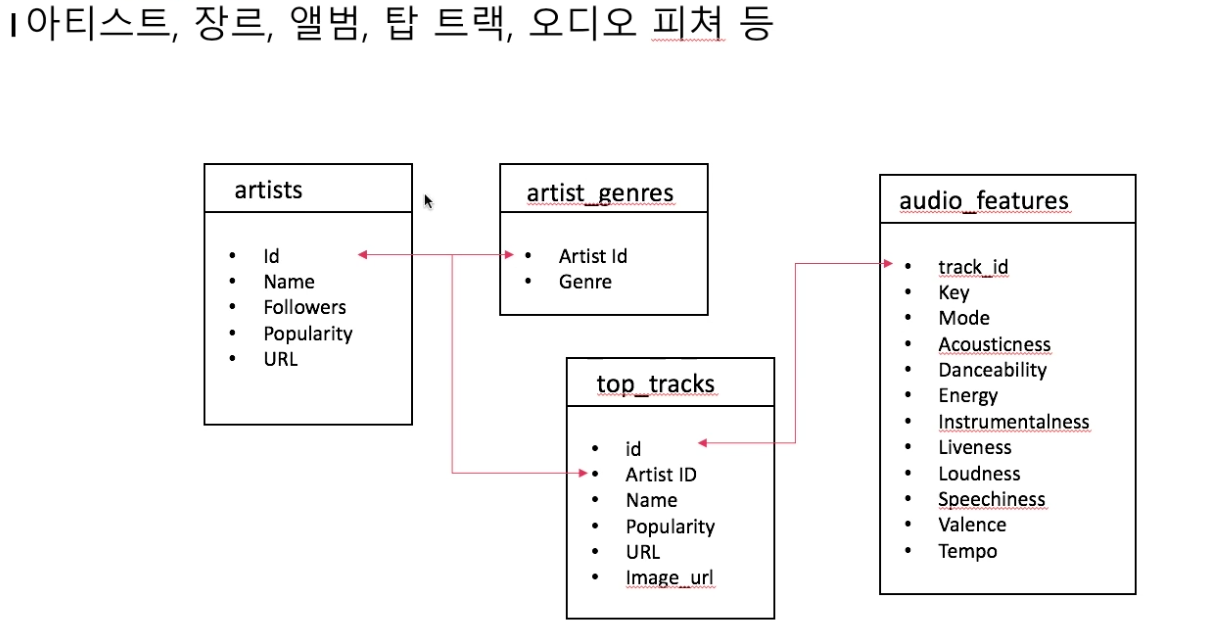 I 아티스트, 장르, 앨범, 탑 트랙, 오디오 피쳐 등
artists
• Id
• Name
• Followers
• Popularity
• URL
artist_genres
• Artist Id
• Genre
top_tracks
• id
• Artist ID
• Name
• Popularity
• URL
• Image_url
audio_features
• track_id
• Key
• Mode
• Acousticness
• Danceability
• Energy
• Instrumentalness
• Liveness
• Loudness
• Speechiness
• Valence
• Tempo